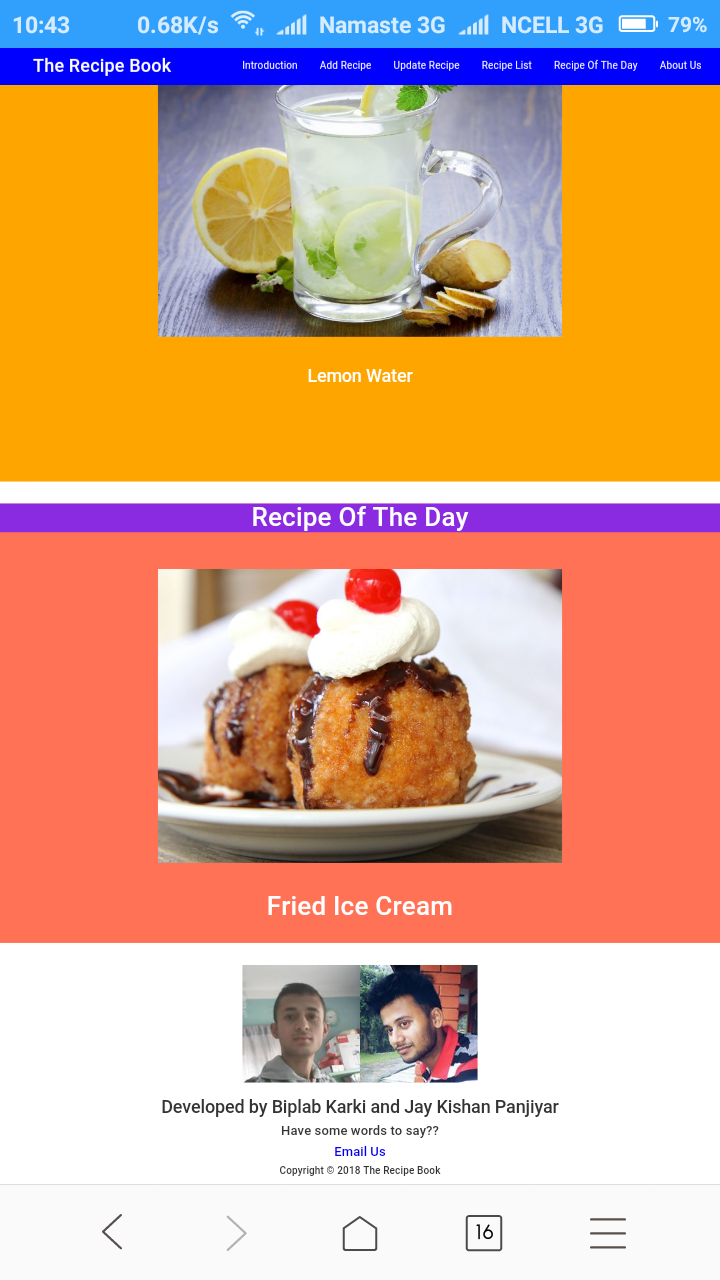 10:43 0.68K/s Namaste 3G NCELL 3G 79%
The Recipe Book Introduction Add Recipe Update Recipe Recipe List Recipe Of The Day About Us
Lemon Water
Recipe Of The Day
Fried Ice Cream
Developed by Biplab Karki and Jay Kishan Panjiyar
Have some words to say??
Email Us
Copyright © 2018 The Recipe Book
16